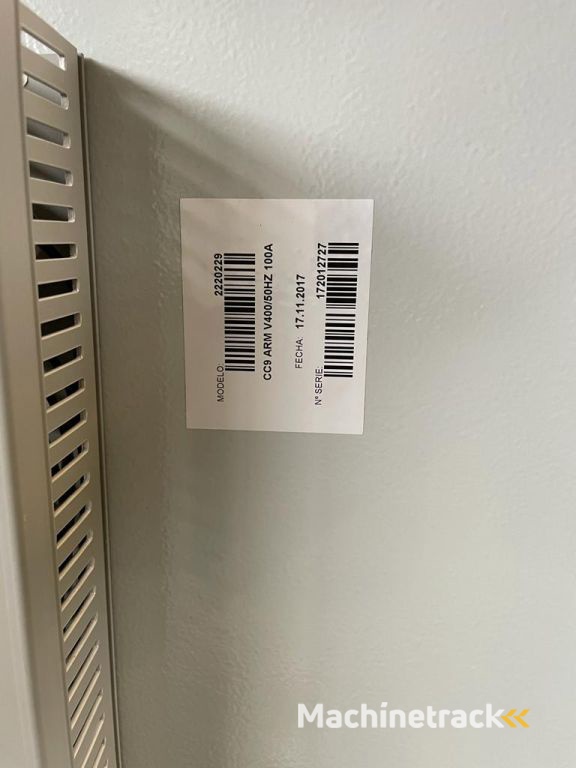 MODELO: 2220229
CC9 ARM V400/50HZ 100A
FECHA: 17.11.2017
Nº SERIE: 172012727
Machinetrack